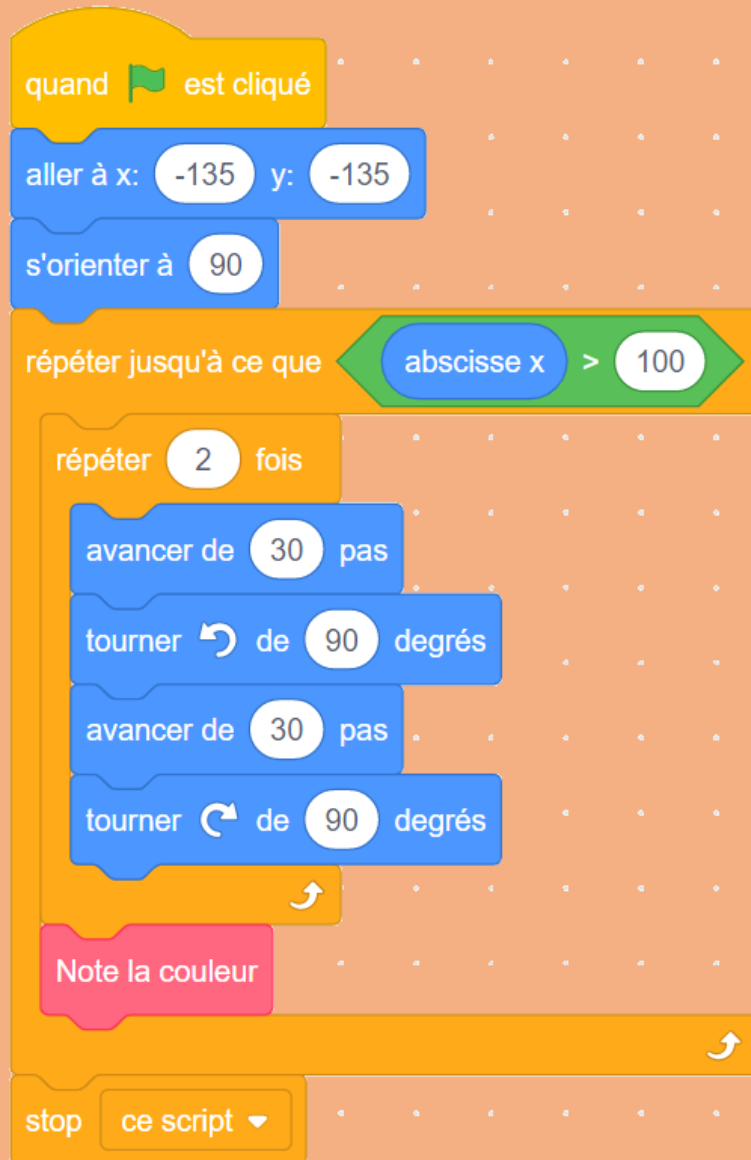 quand est cliqué
aller à x: -135 y: -135
s'orienter à 90
répéter jusqu'à ce que abscisse x > 100
répéter 2 fois
avancer de 30 pas
tourner de 90 degrés
avancer de 30 pas
tourner de 90 degrés
Note la couleur
stop ce script